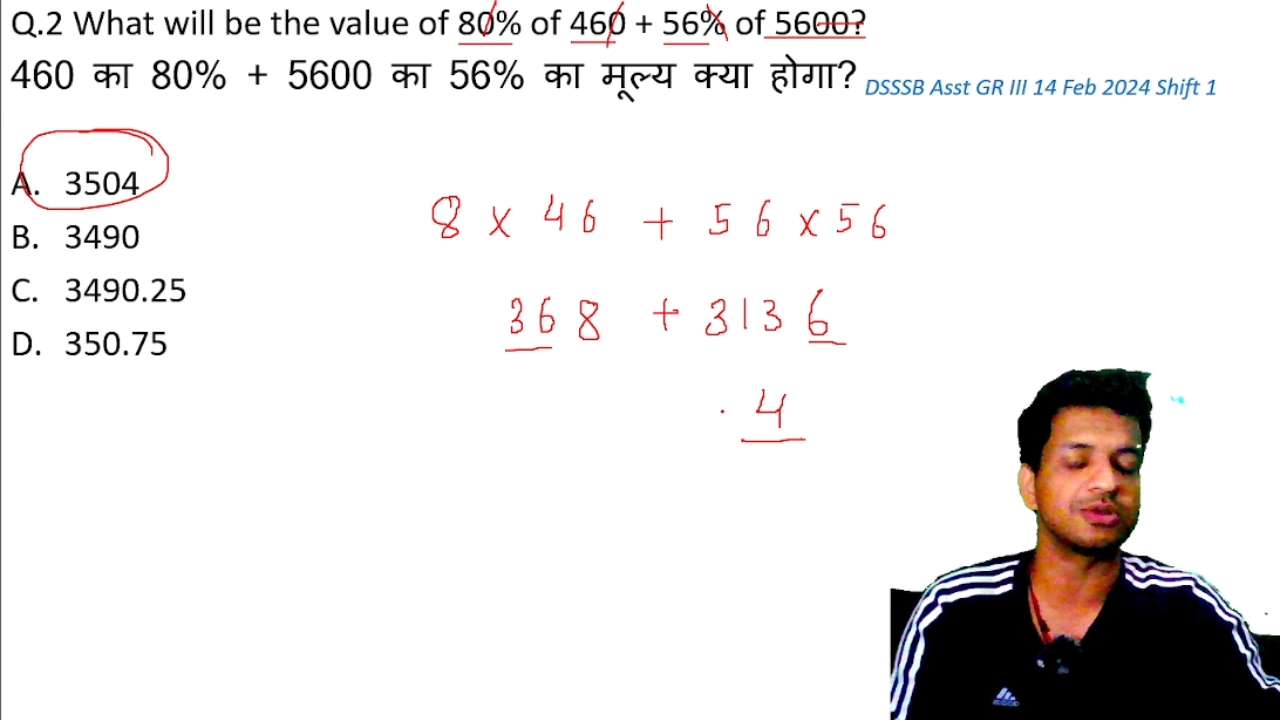 Q.2 What will be the value of 80% of 460 + 56% of 5600?
460 का 80% + 5600 का 56% का मूल्य क्या होगा?
DSSSB Asst GR III 14 Feb 2024 Shift 1
A. 3504
B. 3490
C. 3490.25
D. 350.75
8 x 46 + 56 x 56
368 + 3136
. 4